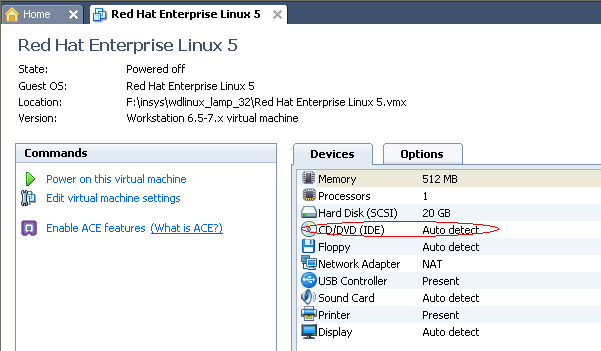 Home Red Hat Enterprise Linux 5
Red Hat Enterprise Linux 5
State: Powered off
Guest OS: Red Hat Enterprise Linux 5
Location: F:\insys\wdlinux_lamp_32\Red Hat Enterprise Linux 5.vmx
Version: Workstation 6.5-7.x virtual machine
Commands
Power on this virtual machine
Edit virtual machine settings
Enable ACE features (What is ACE?)
Devices Options
Memory 512 MB
Processors 1
Hard Disk (SCSI) 20 GB
CD/DVD (IDE) Auto detect
Floppy Auto detect
Network Adapter NAT
USB Controller Present
Sound Card Auto detect
Printer Present
Display Auto detect